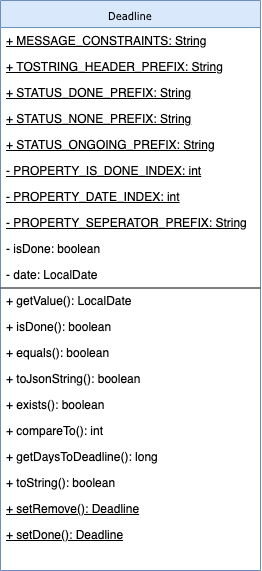 Deadline
+ MESSAGE_CONSTRAINTS: String
+ TOSTRING_HEADER_PREFIX: String
+ STATUS_DONE_PREFIX: String
+ STATUS_NONE_PREFIX: String
+ STATUS_ONGOING_PREFIX: String
- PROPERTY_IS_DONE_INDEX: int
- PROPERTY_DATE_INDEX: int
- PROPERTY_SEPERATOR_PREFIX: String
- isDone: boolean
- date: LocalDate
+ getValue(): LocalDate
+ isDone(): boolean
+ equals(): boolean
+ toJsonString(): boolean
+ exists(): boolean
+ compareTo(): int
+ getDaysToDeadline(): long
+ toString(): boolean
+ setRemove(): Deadline
+ setDone(): Deadline